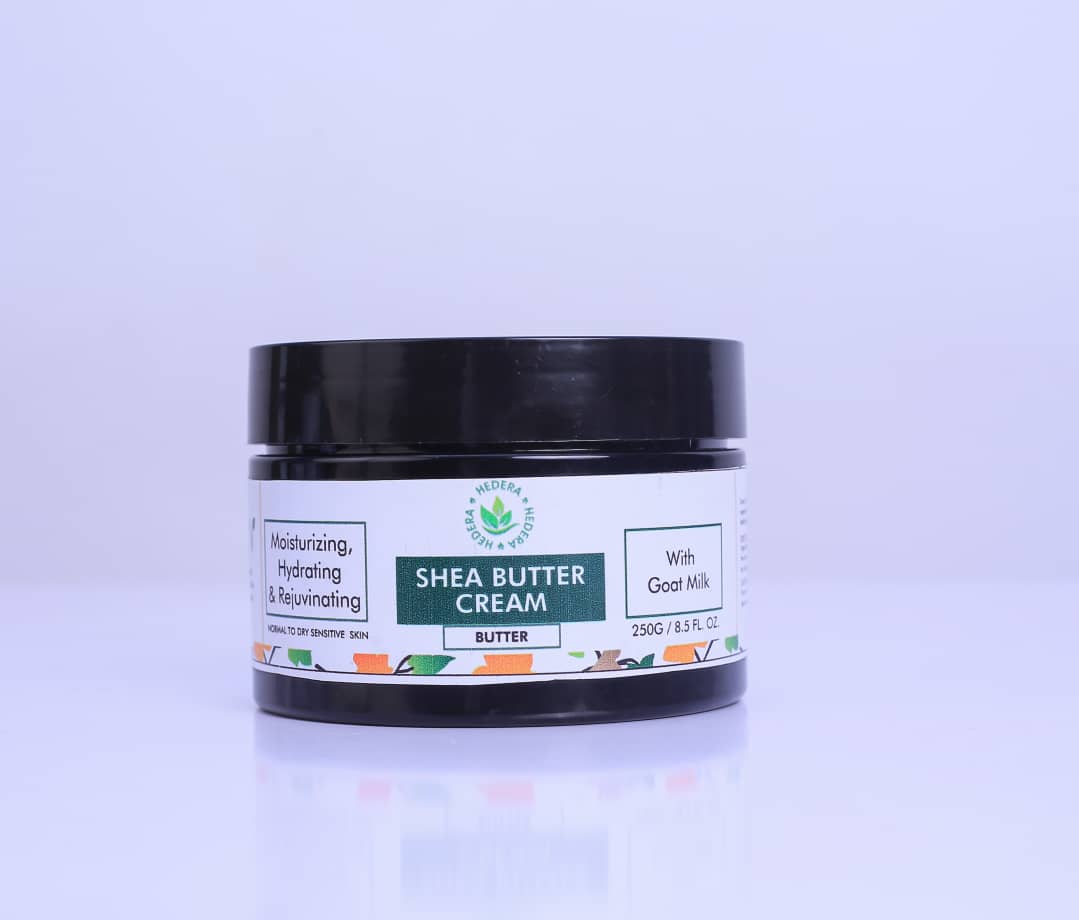 HEDERA HEDERA HEDERA HEDERA
Moisturizing,
Hydrating
& Rejuvinating
NORMAL TO DRY SENSITIVE SKIN
SHEA BUTTER
CREAM
BUTTER
With
Goat Milk
250G / 8.5 FL. OZ.